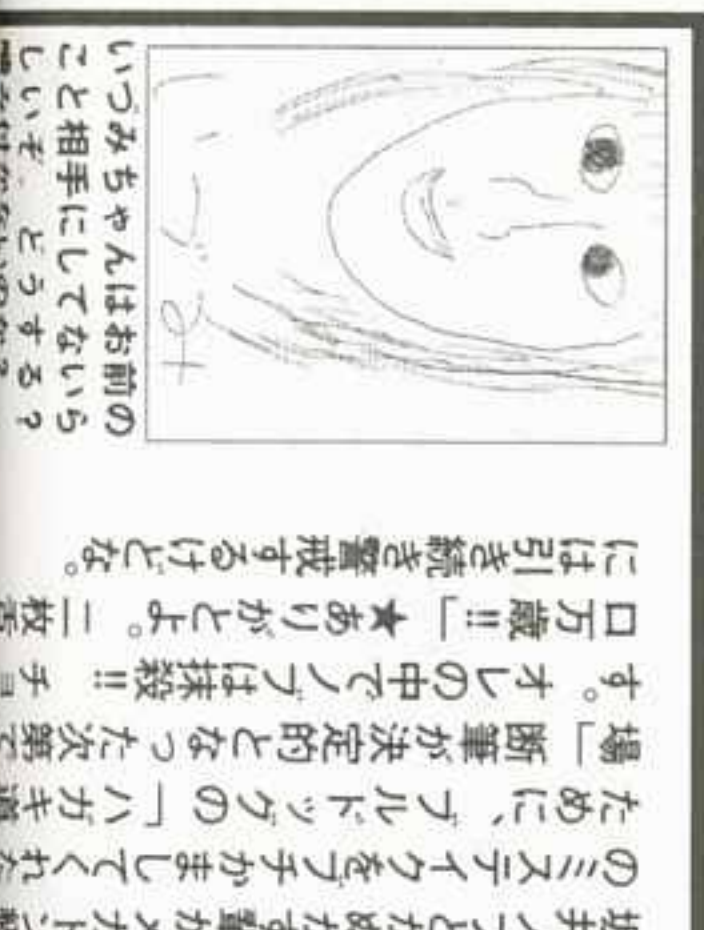 いづみちゃんはお前の
こと相手にしてないら
しいぞ。どうする?
のミスティクをブチかましてくれた
ために、ブルドックの「ハガキ道
場」断筆が決定的となった次第で
す。オレの中でノブは抹殺!! チョ
ロ万歳!!」★ありがとよ。二枚舌
には引き続き警戒するけどな。